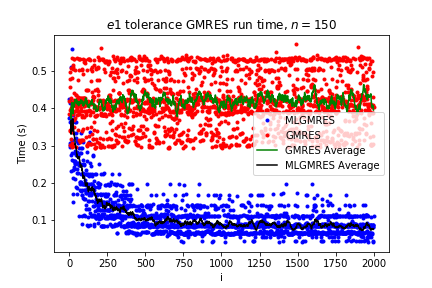 e1 tolerance GMRES run time, n = 150
Time (s)
0.5
0.4
0.3
0.2
0.1
MLGMRES
GMRES
GMRES Average
MLGMRES Average
0 250 500 750 1000 1250 1500 1750 2000
i